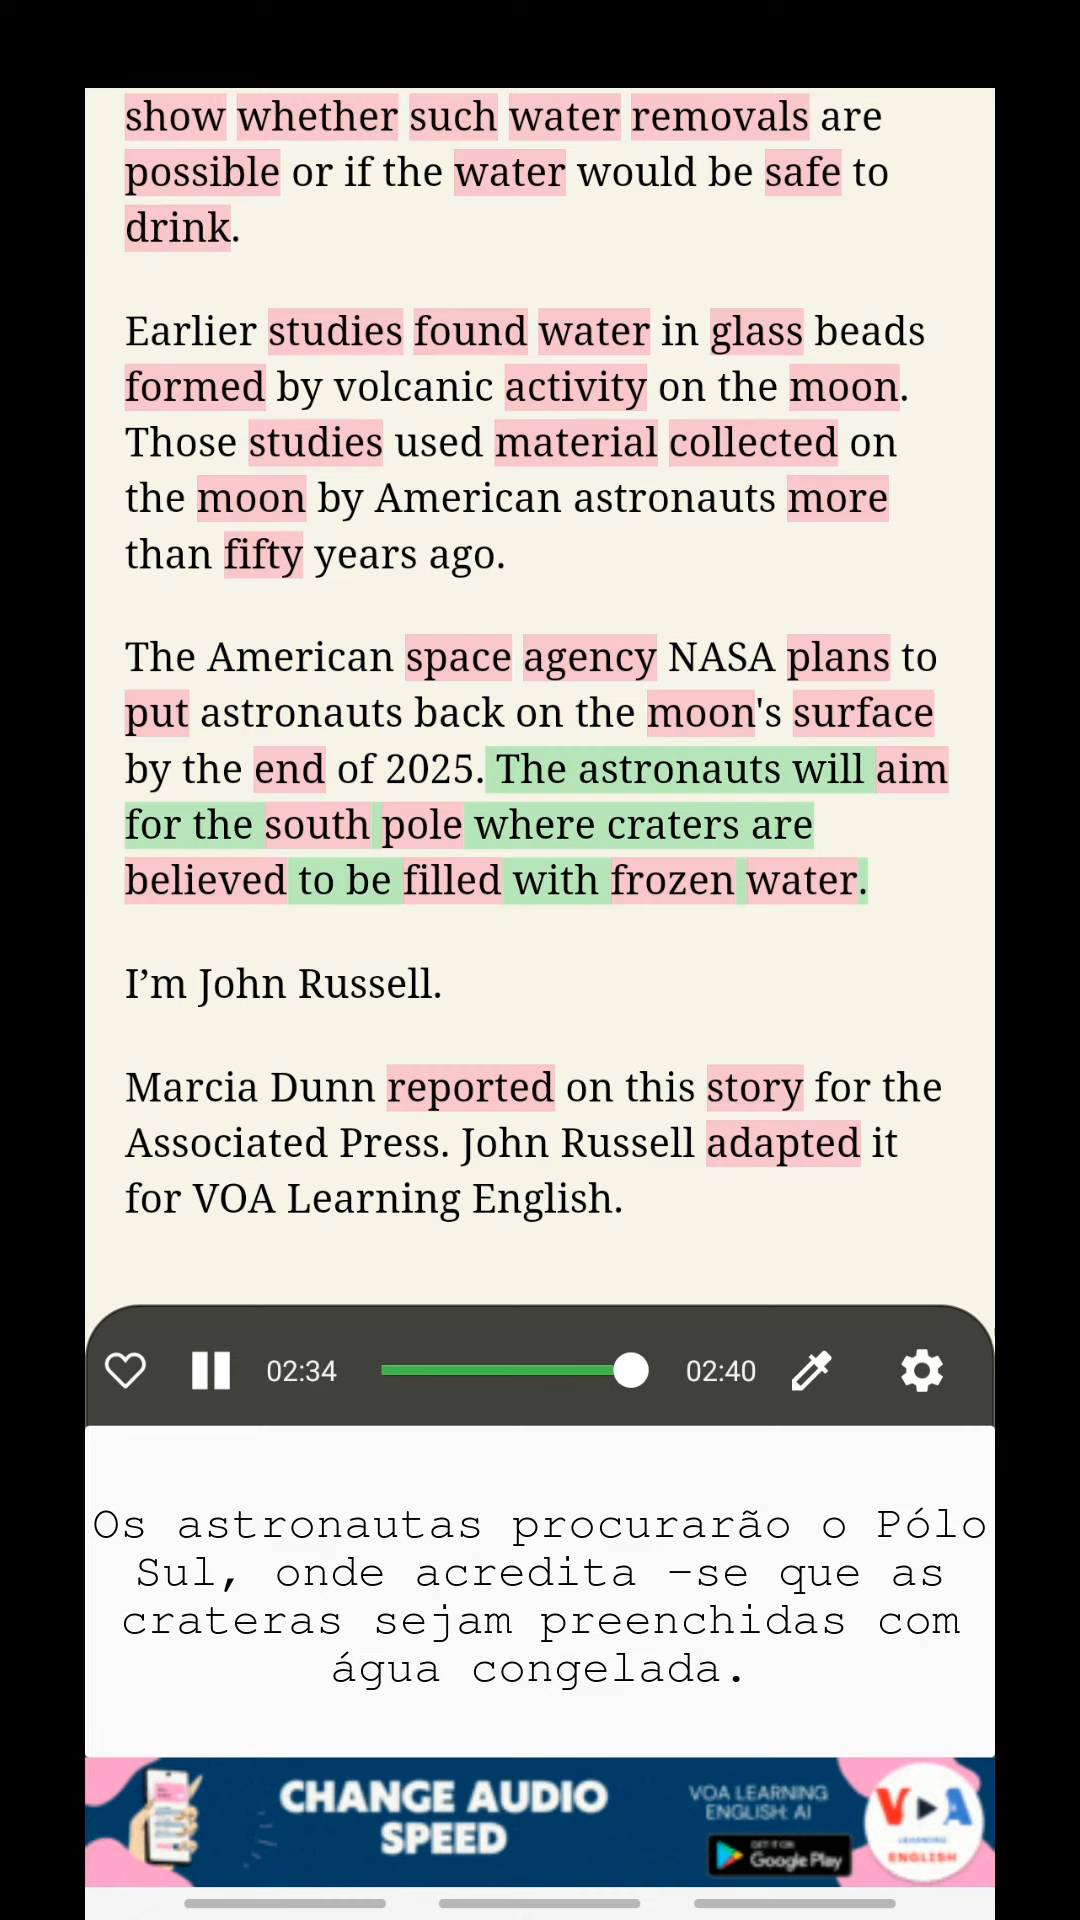 show whether such water removals are
possible or if the water would be safe to
drink.
Earlier studies found water in glass beads
formed by volcanic activity on the moon.
Those studies used material collected on
the moon by American astronauts more
than fifty years ago.
The American space agency NASA plans to
put astronauts back on the moon's surface
by the end of 2025. The astronauts will aim
for the south pole where craters are
believed to be filled with frozen water.
I’m John Russell.
Marcia Dunn reported on this story for the
Associated Press. John Russell adapted it
for VOA Learning English.
02:34 02:40
Os astronautas procurarão o Pólo
Sul, onde acredita -se que as
crateras sejam preenchidas com
água congelada.
CHANGE AUDIO
SPEED
VOA LEARNING
ENGLISH: AI
GET IT ON
Google Play
VOA
LEARNING
ENGLISH